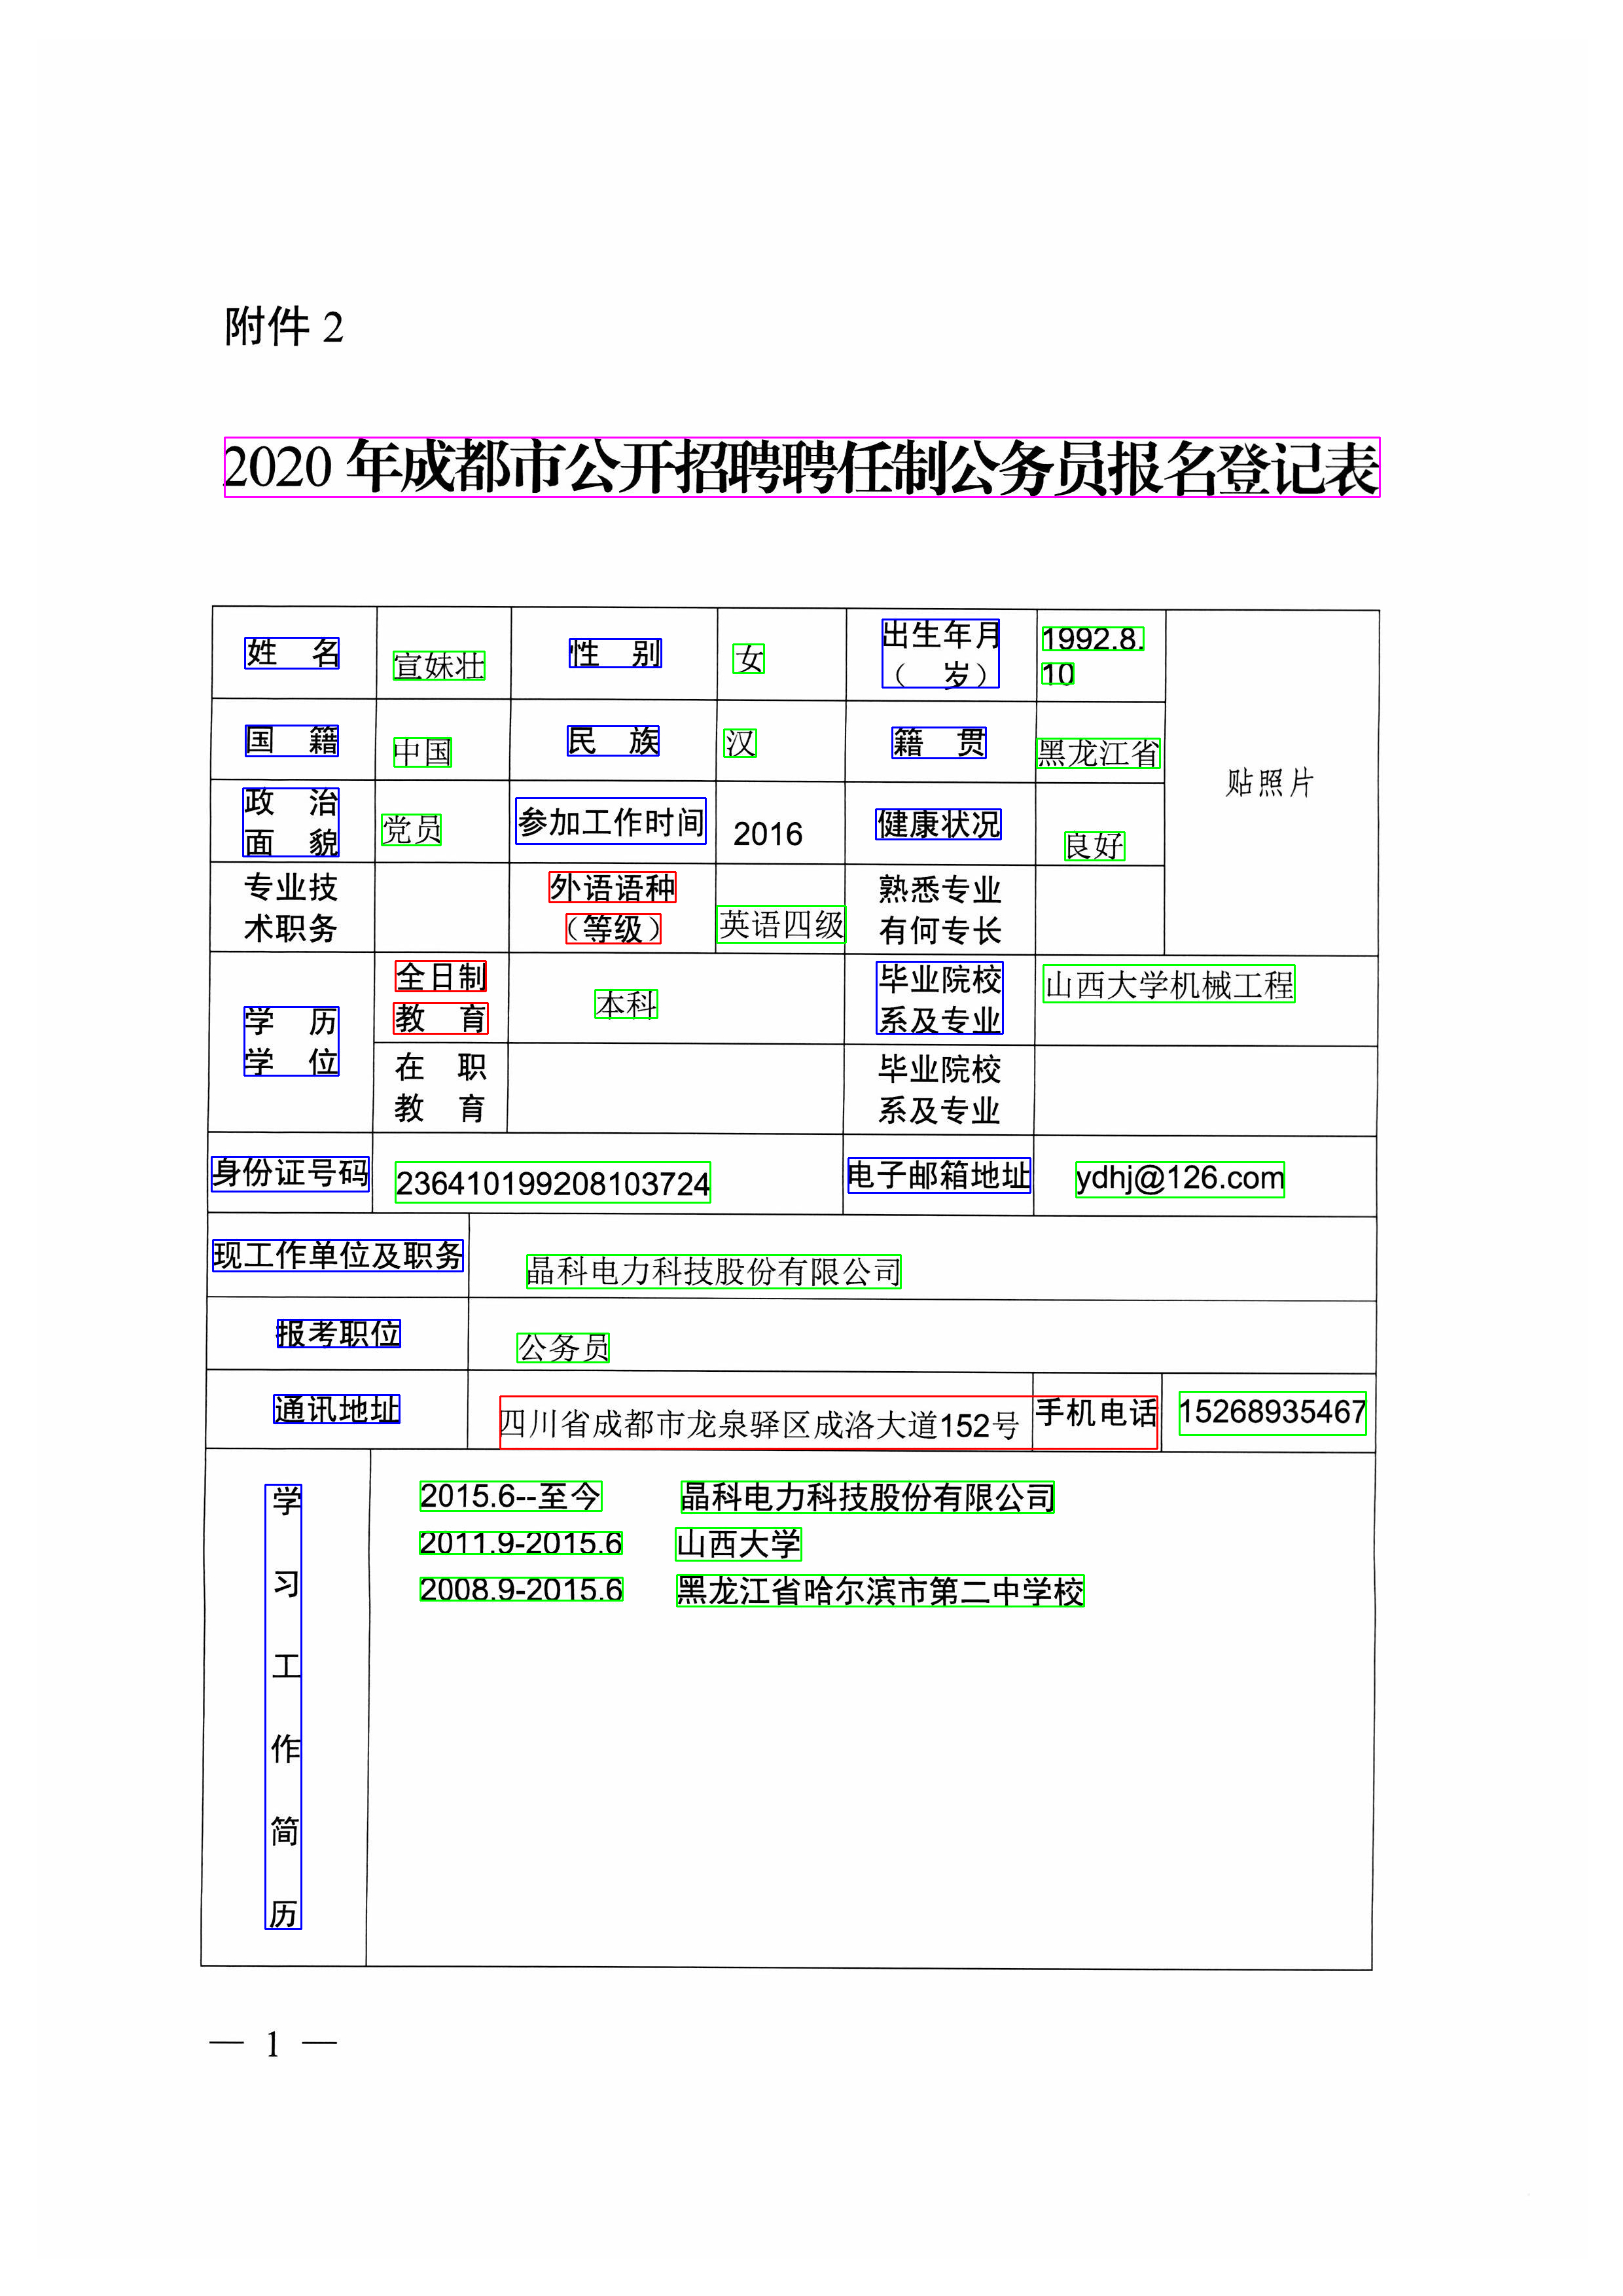 附件 2
2020 年成都市公开招聘聘任制公务员报名登记表
姓 名 宣妹壮 性 别 女 出生年月
（ 岁） 1992.8.
10
国 籍 中国 民 族 汉 籍 贯 黑龙江省
贴照片
政 治
面 貌 党员 参加工作时间 2016 健康状况 良好
专业技
术职务
外语语种
（等级） 英语四级
熟悉专业
有何专长
学 历
学 位
全日制
教 育 本科
毕业院校
系及专业 山西大学机械工程
在 职
教 育
毕业院校
系及专业
身份证号码 236410199208103724 电子邮箱地址 ydhj@126.com
现工作单位及职务 晶科电力科技股份有限公司
报考职位 公务员
通讯地址 四川省成都市龙泉驿区成洛大道152号 手机电话 15268935467
学
习
工
作
简
历
2015.6--至今 晶科电力科技股份有限公司
2011.9-2015.6 山西大学
2008.9-2015.6 黑龙江省哈尔滨市第二中学校
— 1 —